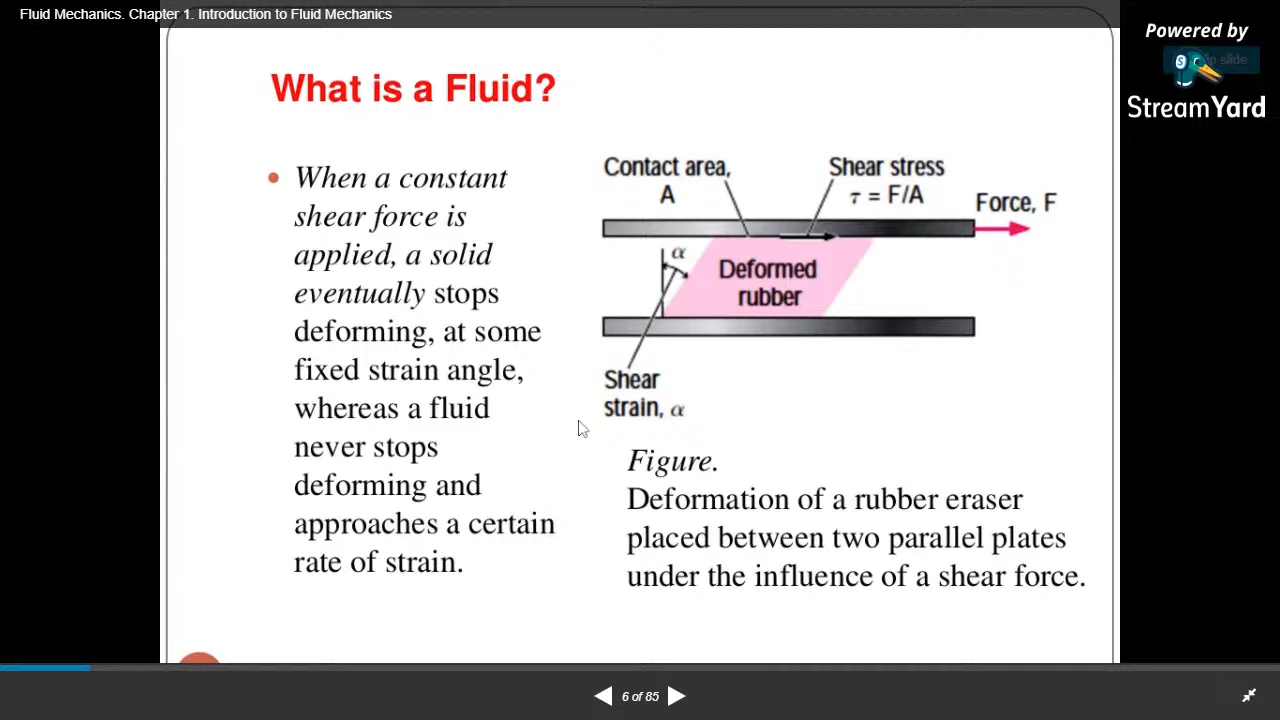 Fluid Mechanics. Chapter 1. Introduction to Fluid Mechanics
Powered by
StreamYard
slide
What is a Fluid?
When a constant
shear force is
applied, a solid
eventually stops
deforming, at some
fixed strain angle,
whereas a fluid
never stops
deforming and
approaches a certain
rate of strain.
Contact area,
A
Shear stress
τ = F/A
Force, F
α
Deformed
rubber
Shear
strain, α
Figure.
Deformation of a rubber eraser
placed between two parallel plates
under the influence of a shear force.
6 of 85